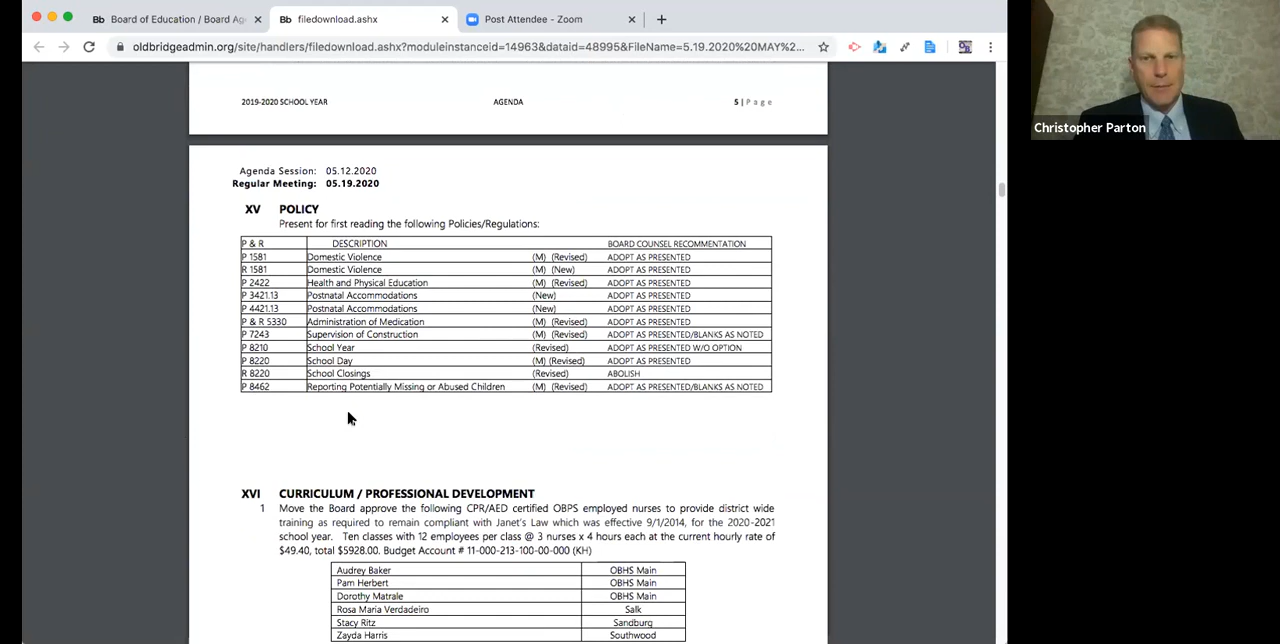 Bb Board of Education / Board Ag
Bb filedownload.ashx
Post Attendee - Zoom
oldbridgeadmin.org/site/handlers/filedownload.ashx?moduleinstanceid=14963&dataid=48995&FileName=5.19.2020%20MAY%2...
2019-2020 SCHOOL YEAR AGENDA 5 | P a g e
Christopher Parton
Agenda Session: 05.12.2020
Regular Meeting: 05.19.2020
XV POLICY
Present for first reading the following Policies/Regulations:
P & R DESCRIPTION BOARD COUNSEL RECOMMENDATION
P 1581 Domestic Violence (M) (Revised) ADOPT AS PRESENTED
R 1581 Domestic Violence (M) (New) ADOPT AS PRESENTED
P 2422 Health and Physical Education (M) (Revised) ADOPT AS PRESENTED
P 3421.13 Postnatal Accommodations (New) ADOPT AS PRESENTED
P 4421.13 Postnatal Accommodations (New) ADOPT AS PRESENTED
P & R 5330 Administration of Medication (M) (Revised) ADOPT AS PRESENTED
P 7243 Supervision of Construction (M) (Revised) ADOPT AS PRESENTED/BLANKS AS NOTED
P 8210 School Year (Revised) ADOPT AS PRESENTED W/O OPTION
P 8220 School Day (M) (Revised) ADOPT AS PRESENTED
R 8220 School Closings (Revised) ABOLISH
P 8462 Reporting Potentially Missing or Abused Children (M) (Revised) ADOPT AS PRESENTED/BLANKS AS NOTED
XVI CURRICULUM / PROFESSIONAL DEVELOPMENT
1 Move the Board approve the following CPR/AED certified OBPS employed nurses to provide district wide
training as required to remain compliant with Janet's Law which was effective 9/1/2014, for the 2020-2021
school year. Ten classes with 12 employees per class @ 3 nurses x 4 hours each at the current hourly rate of
$49.40, total $5928.00. Budget Account # 11-000-213-100-00-000 (KH)
Audrey Baker OBHS Main
Pam Herbert OBHS Main
Dorothy Matrale OBHS Main
Rosa Maria Verdadeiro Salk
Stacy Ritz Sandburg
Zayda Harris Southwood